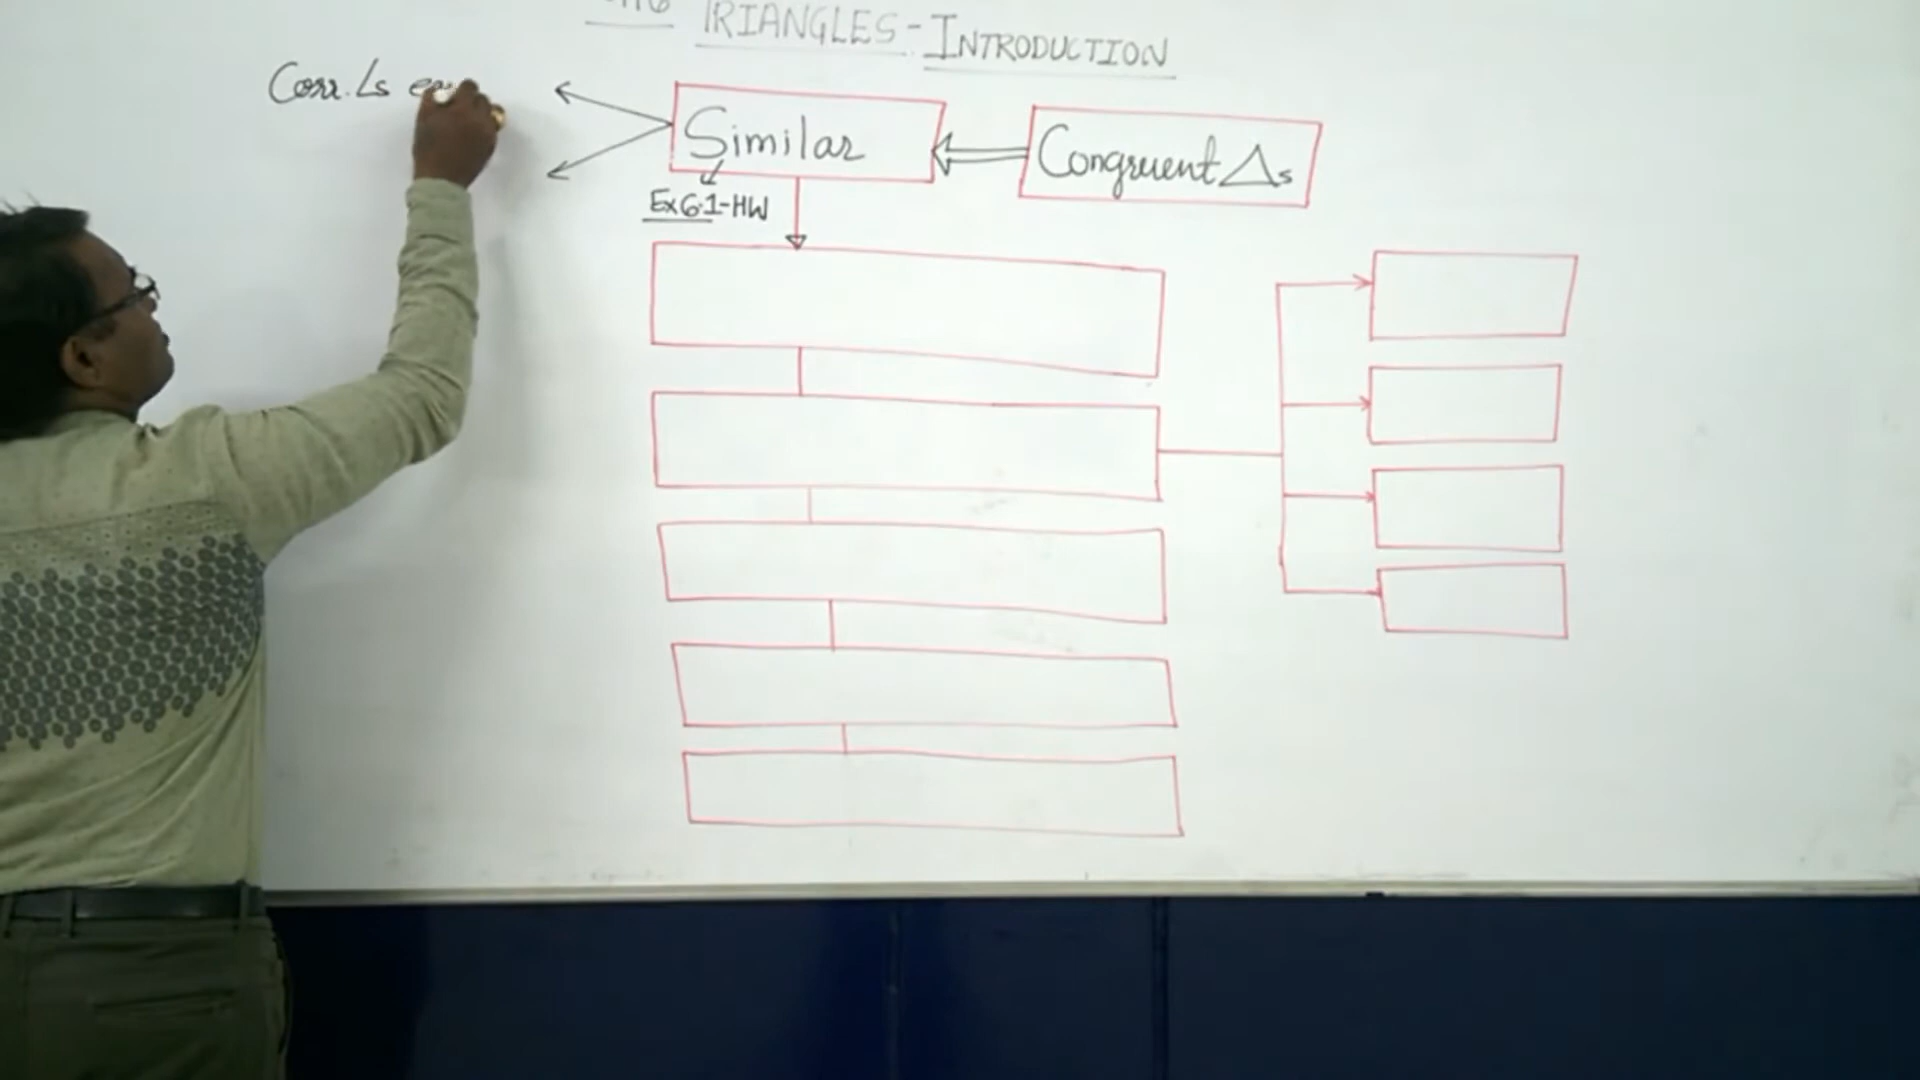 TRIANGLES - INTRODUCTION
Corr. ∠s
Similar
Congruent △s
Ex 6.1-HW